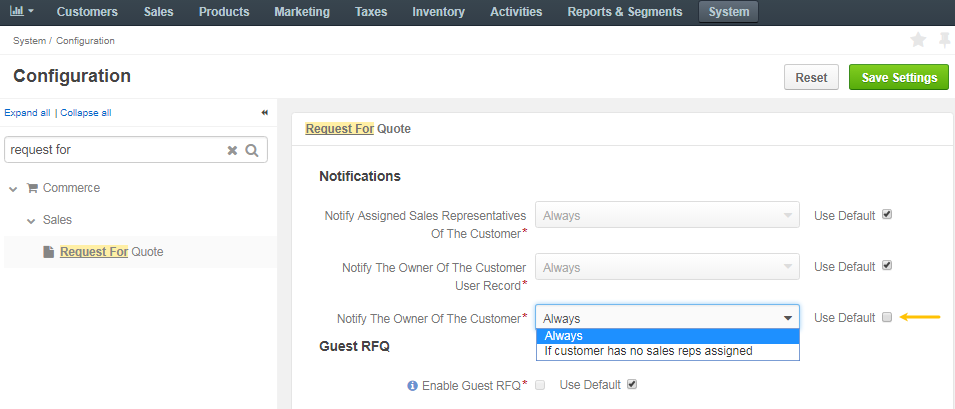 Customers Sales Products Marketing Taxes Inventory Activities Reports & Segments System
System / Configuration
Configuration
Reset Save Settings
Expand all | Collapse all
request for
Commerce
Sales
Request For Quote
Request For Quote
Notifications
Notify Assigned Sales Representatives Of The Customer* Always Use Default
Notify The Owner Of The Customer User Record* Always Use Default
Notify The Owner Of The Customer* Always Use Default
Always
If customer has no sales reps assigned
Guest RFQ
Enable Guest RFQ* Use Default